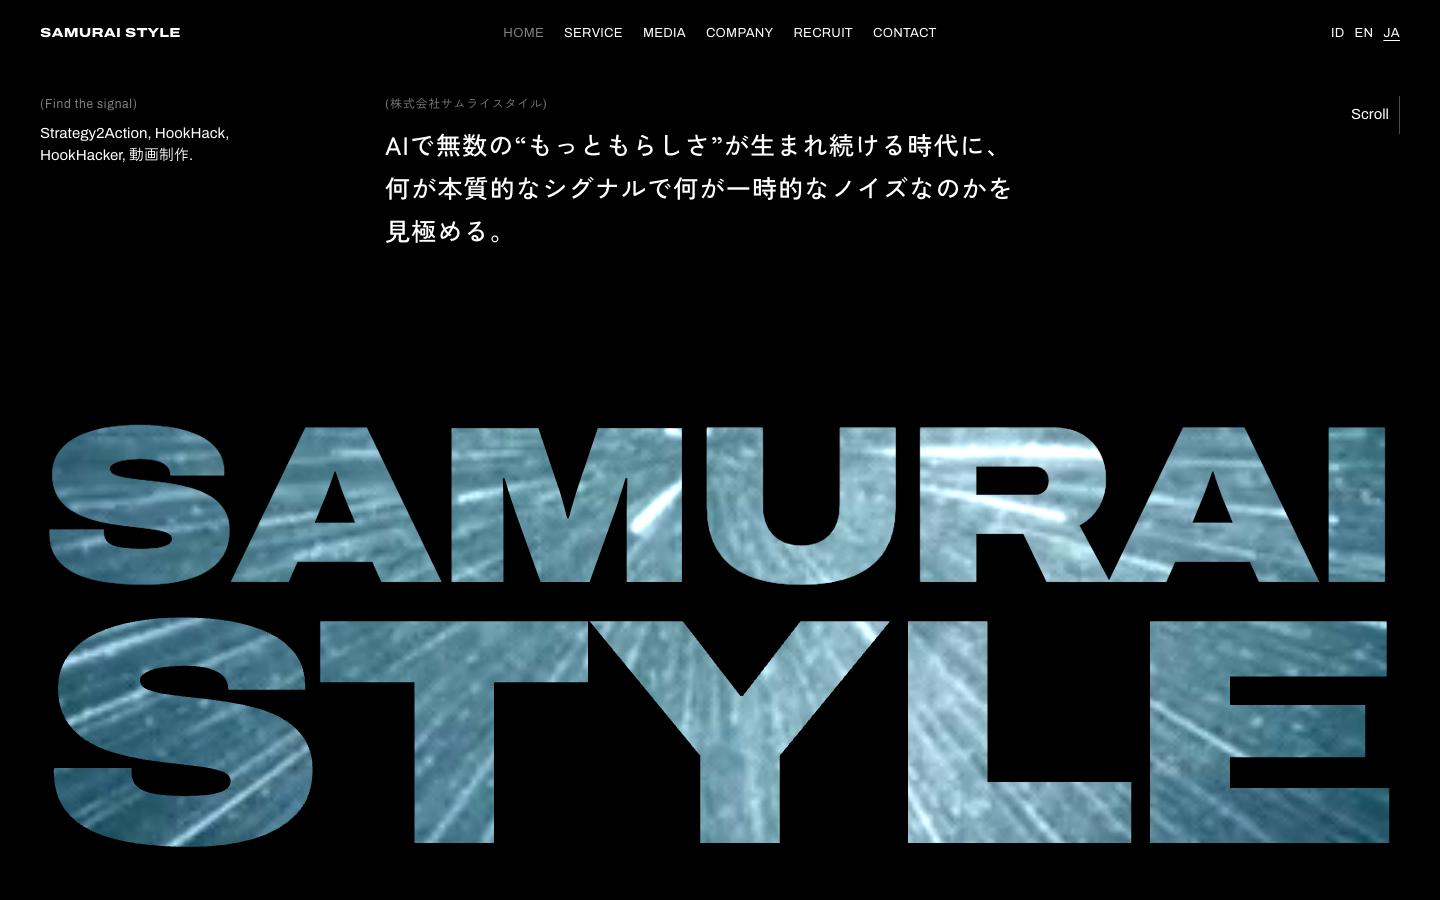 SAMURAI STYLE
HOME SERVICE MEDIA COMPANY RECRUIT CONTACT
ID EN JA
(Find the signal)
Strategy2Action, HookHack,
HookHacker, 動画制作.
(株式会社サムライスタイル)
AIで無数の“もっともらしさ”が生まれ続ける時代に、
何が本質的なシグナルで何が一時的なノイズなのかを
見極める。
Scroll
SAMURAI
STYLE